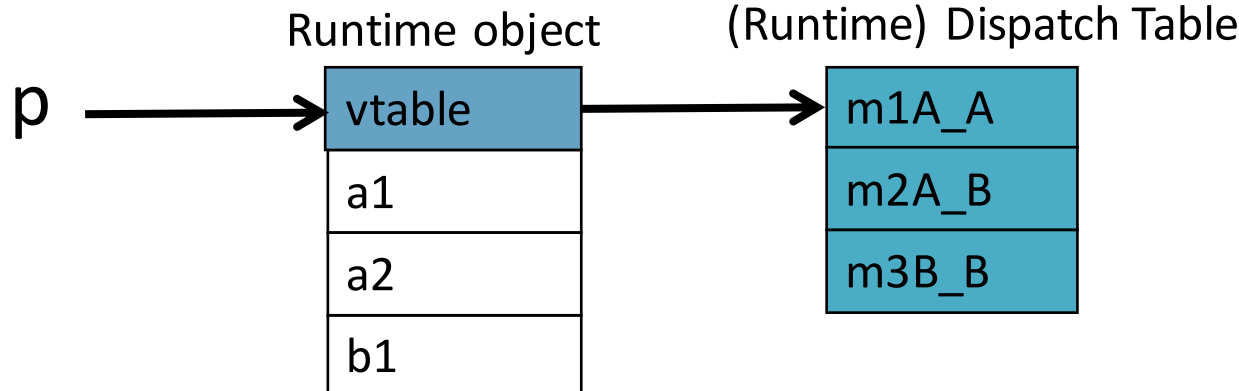 Runtime object
(Runtime) Dispatch Table
p
vtable
a1
a2
b1
m1A_A
m2A_B
m3B_B